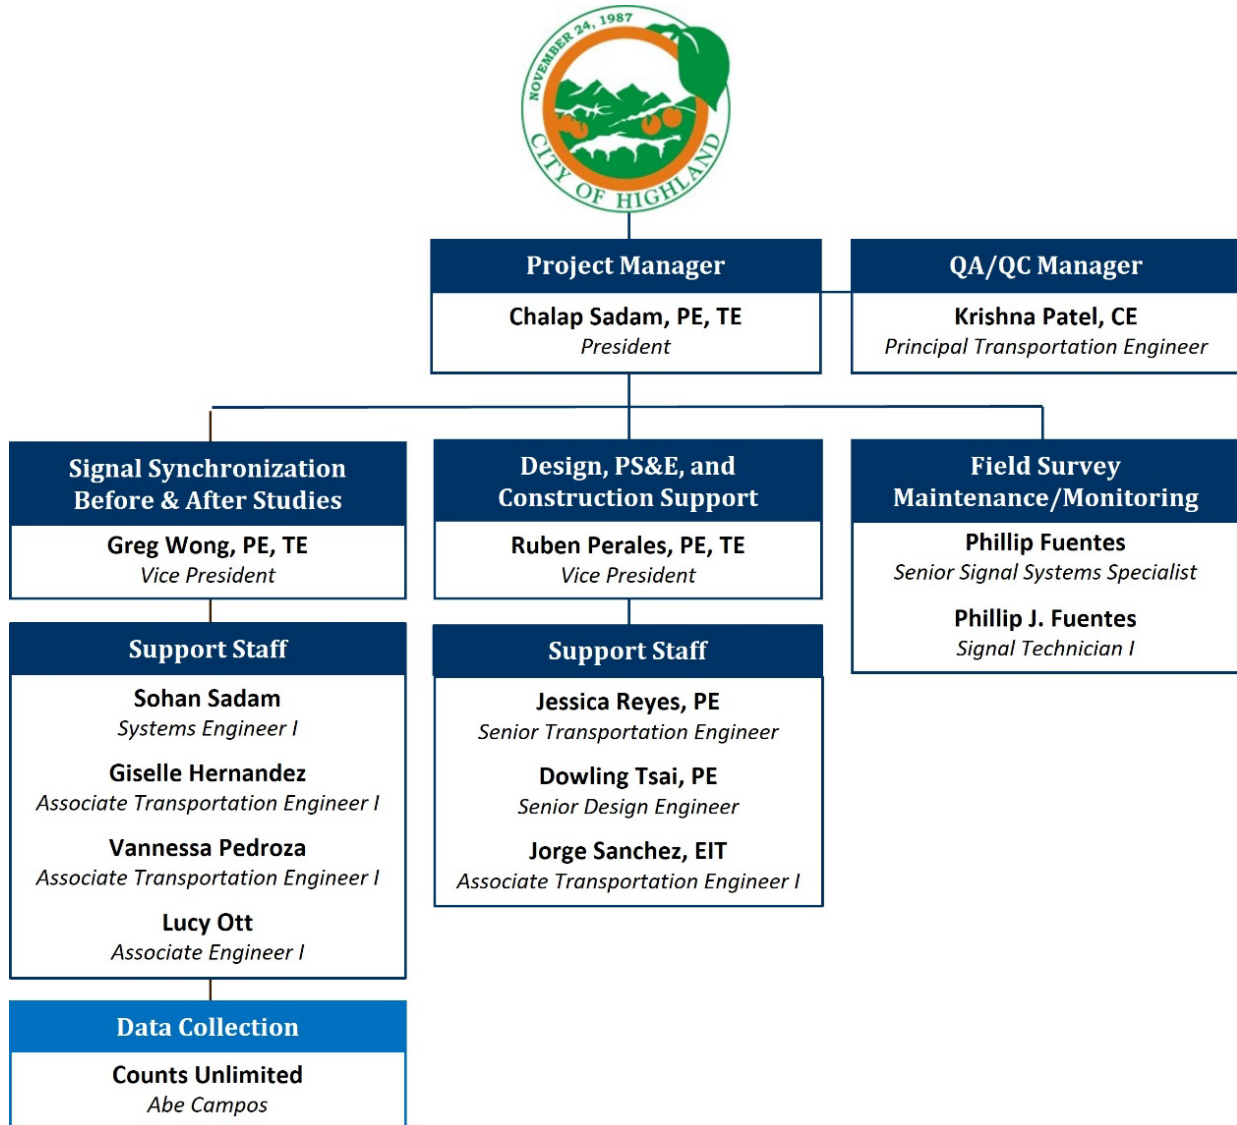 NOVEMBER 24, 1987
CITY OF HIGHLAND
Project Manager
Chalap Sadam, PE, TE
President
QA/QC Manager
Krishna Patel, CE
Principal Transportation Engineer
Signal Synchronization
Before & After Studies
Greg Wong, PE, TE
Vice President
Support Staff
Sohan Sadam
Systems Engineer I
Giselle Hernandez
Associate Transportation Engineer I
Vannessa Pedroza
Associate Transportation Engineer I
Lucy Ott
Associate Engineer I
Data Collection
Counts Unlimited
Abe Campos
Design, PS&E, and
Construction Support
Ruben Perales, PE, TE
Vice President
Support Staff
Jessica Reyes, PE
Senior Transportation Engineer
Dowling Tsai, PE
Senior Design Engineer
Jorge Sanchez, EIT
Associate Transportation Engineer I
Field Survey
Maintenance/Monitoring
Phillip Fuentes
Senior Signal Systems Specialist
Phillip J. Fuentes
Signal Technician I